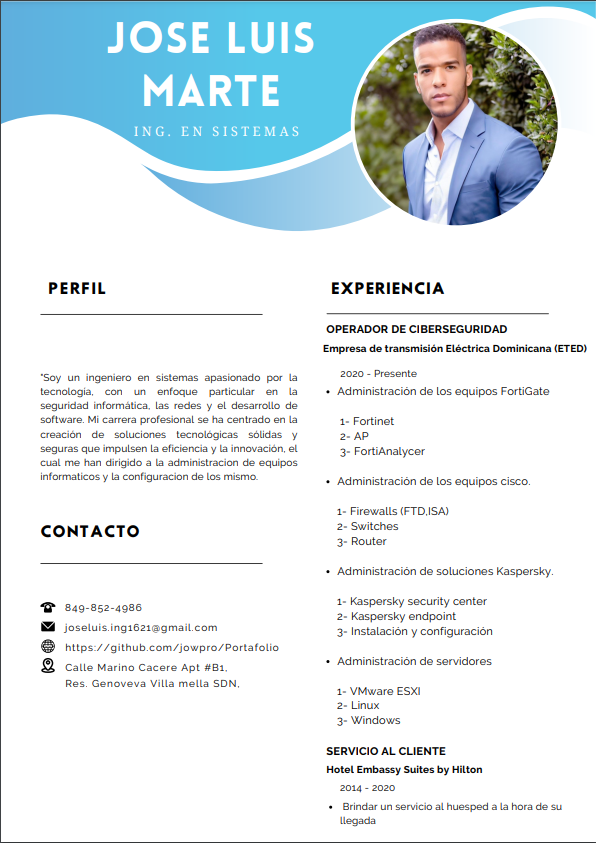 JOSE LUIS
MARTE
ING. EN SISTEMAS
PERFIL
"Soy un ingeniero en sistemas apasionado por la
tecnología, con un enfoque particular en la
seguridad informática, las redes y el desarrollo de
software. Mi carrera profesional se ha centrado en la
creación de soluciones tecnológicas sólidas y
seguras que impulsen la eficiencia y la innovación, el
cual me han dirigido a la administracion de equipos
informaticos y la configuracion de los mismo.
CONTACTO
849-852-4986
joseluis.ing1621@gmail.com
https://github.com/jowpro/Portafolio
Calle Marino Cacere Apt #B1,
Res. Genoveva Villa mella SDN,
EXPERIENCIA
OPERADOR DE CIBERSEGURIDAD
Empresa de transmisión Eléctrica Dominicana (ETED)
2020 - Presente
• Administración de los equipos FortiGate
1- Fortinet
2- AP
3- FortiAnalycer
• Administración de los equipos cisco.
1- Firewalls (FTD,ISA)
2- Switches
3- Router
• Administración de soluciones Kaspersky.
1- Kaspersky security center
2- Kaspersky endpoint
3- Instalación y configuración
• Administración de servidores
1- VMware ESXI
2- Linux
3- Windows
SERVICIO AL CLIENTE
Hotel Embassy Suites by Hilton
2014 - 2020
• Brindar un servicio al huesped a la hora de su
llegada